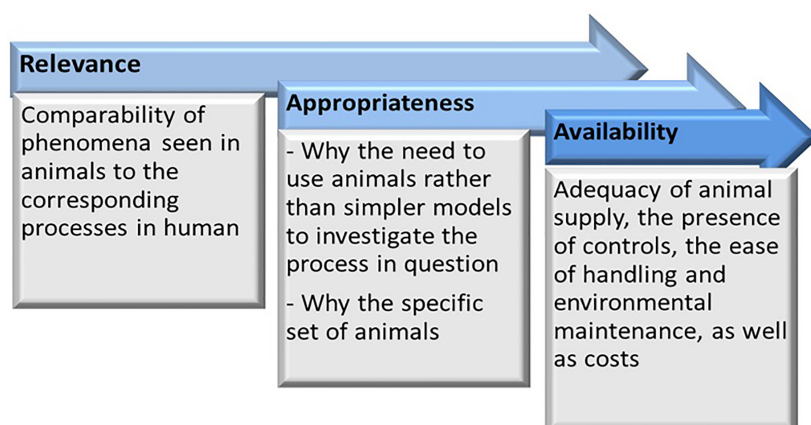 Relevance
Comparability of
phenomena seen in
animals to the
corresponding
processes in human
Appropriateness
- Why the need to
use animals rather
than simpler models
to investigate the
process in question
- Why the specific
set of animals
Availability
Adequacy of animal
supply, the presence
of controls, the ease
of handling and
environmental
maintenance, as well
as costs